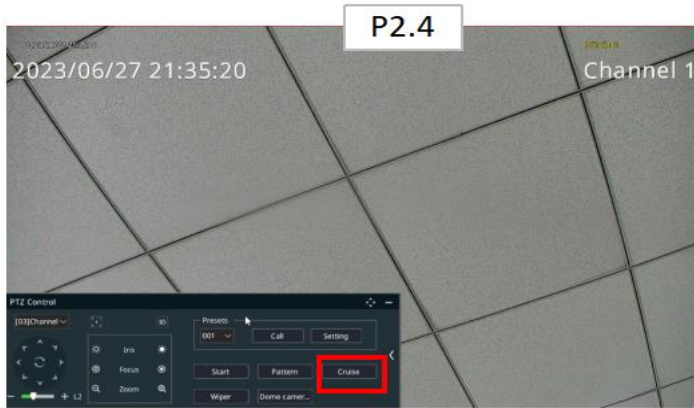 P2.4
2023/06/27 21:35:20
Channel 1
PTZ Control
[03]Channel
3D
Presets
001
Call
Setting
Iris
Focus
Zoom
Start
Pattern
Cruise
L2
Wiper
Dome camer...